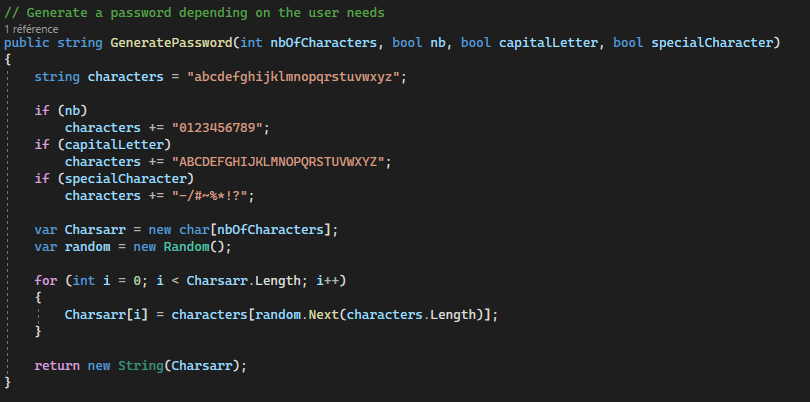 // Generate a password depending on the user needs
1 référence
public string GeneratePassword(int nbOfCharacters, bool nb, bool capitalLetter, bool specialCharacter)
{
    string characters = "abcdefghijklmnopqrstuvwxyz";
    if (nb)
        characters += "0123456789";
    if (capitalLetter)
        characters += "ABCDEFGHIJKLMNOPQRSTUVWXYZ";
    if (specialCharacter)
        characters += "-/#~%*!?";
    var Charsarr = new char[nbOfCharacters];
    var random = new Random();
    for (int i = 0; i < Charsarr.Length; i++)
    {
        Charsarr[i] = characters[random.Next(characters.Length)];
    }
    return new String(Charsarr);
}